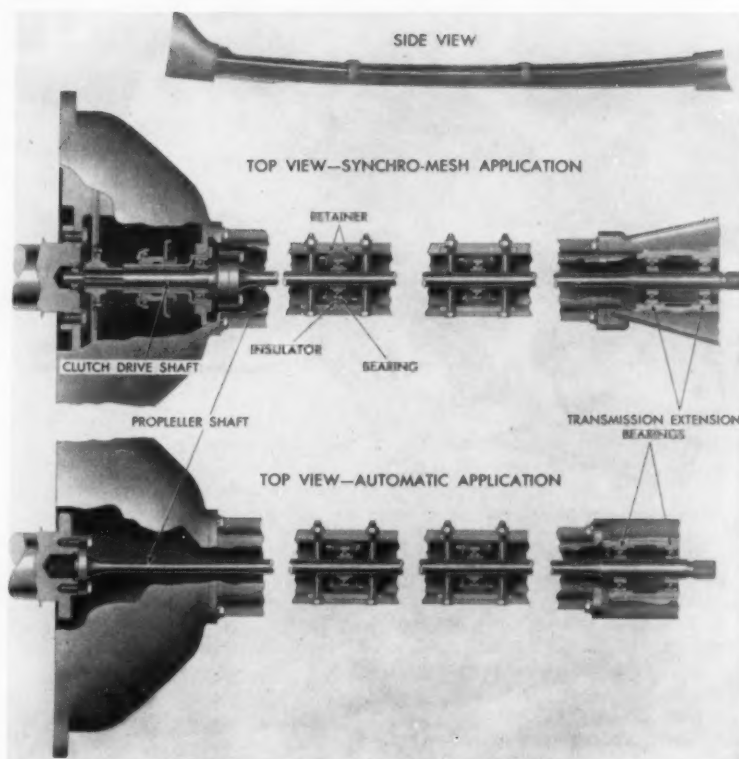 SIDE VIEW
TOP VIEW—SYNCHRO-MESH APPLICATION
RETAINER
INSULATOR
BEARING
CLUTCH DRIVE SHAFT
PROPELLER SHAFT
TRANSMISSION EXTENSION
BEARINGS
TOP VIEW—AUTOMATIC APPLICATION